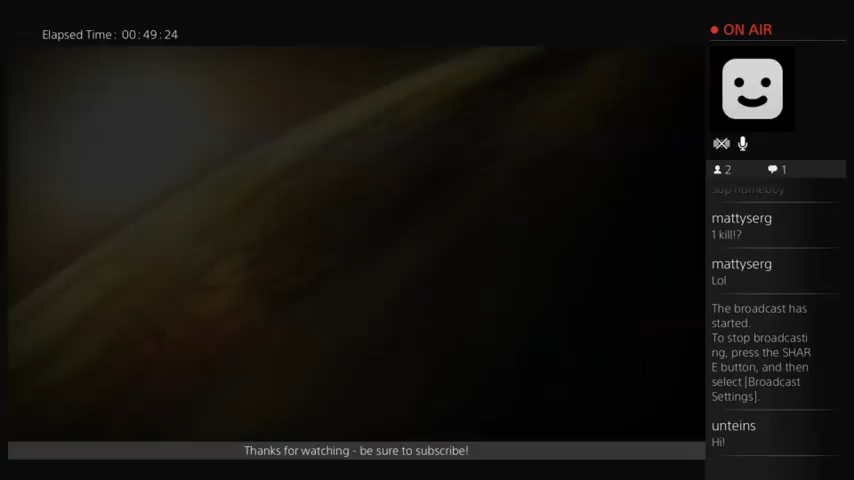 Elapsed Time: 00:49:24
ON AIR
2
1
Sup homeboy
mattyserg
1 kill!?
mattyserg
Lol
The broadcast has
started.
To stop broadcasti
ng, press the SHAR
E button, and then
select [Broadcast
Settings].
unteins
Hi!
Thanks for watching - be sure to subscribe!